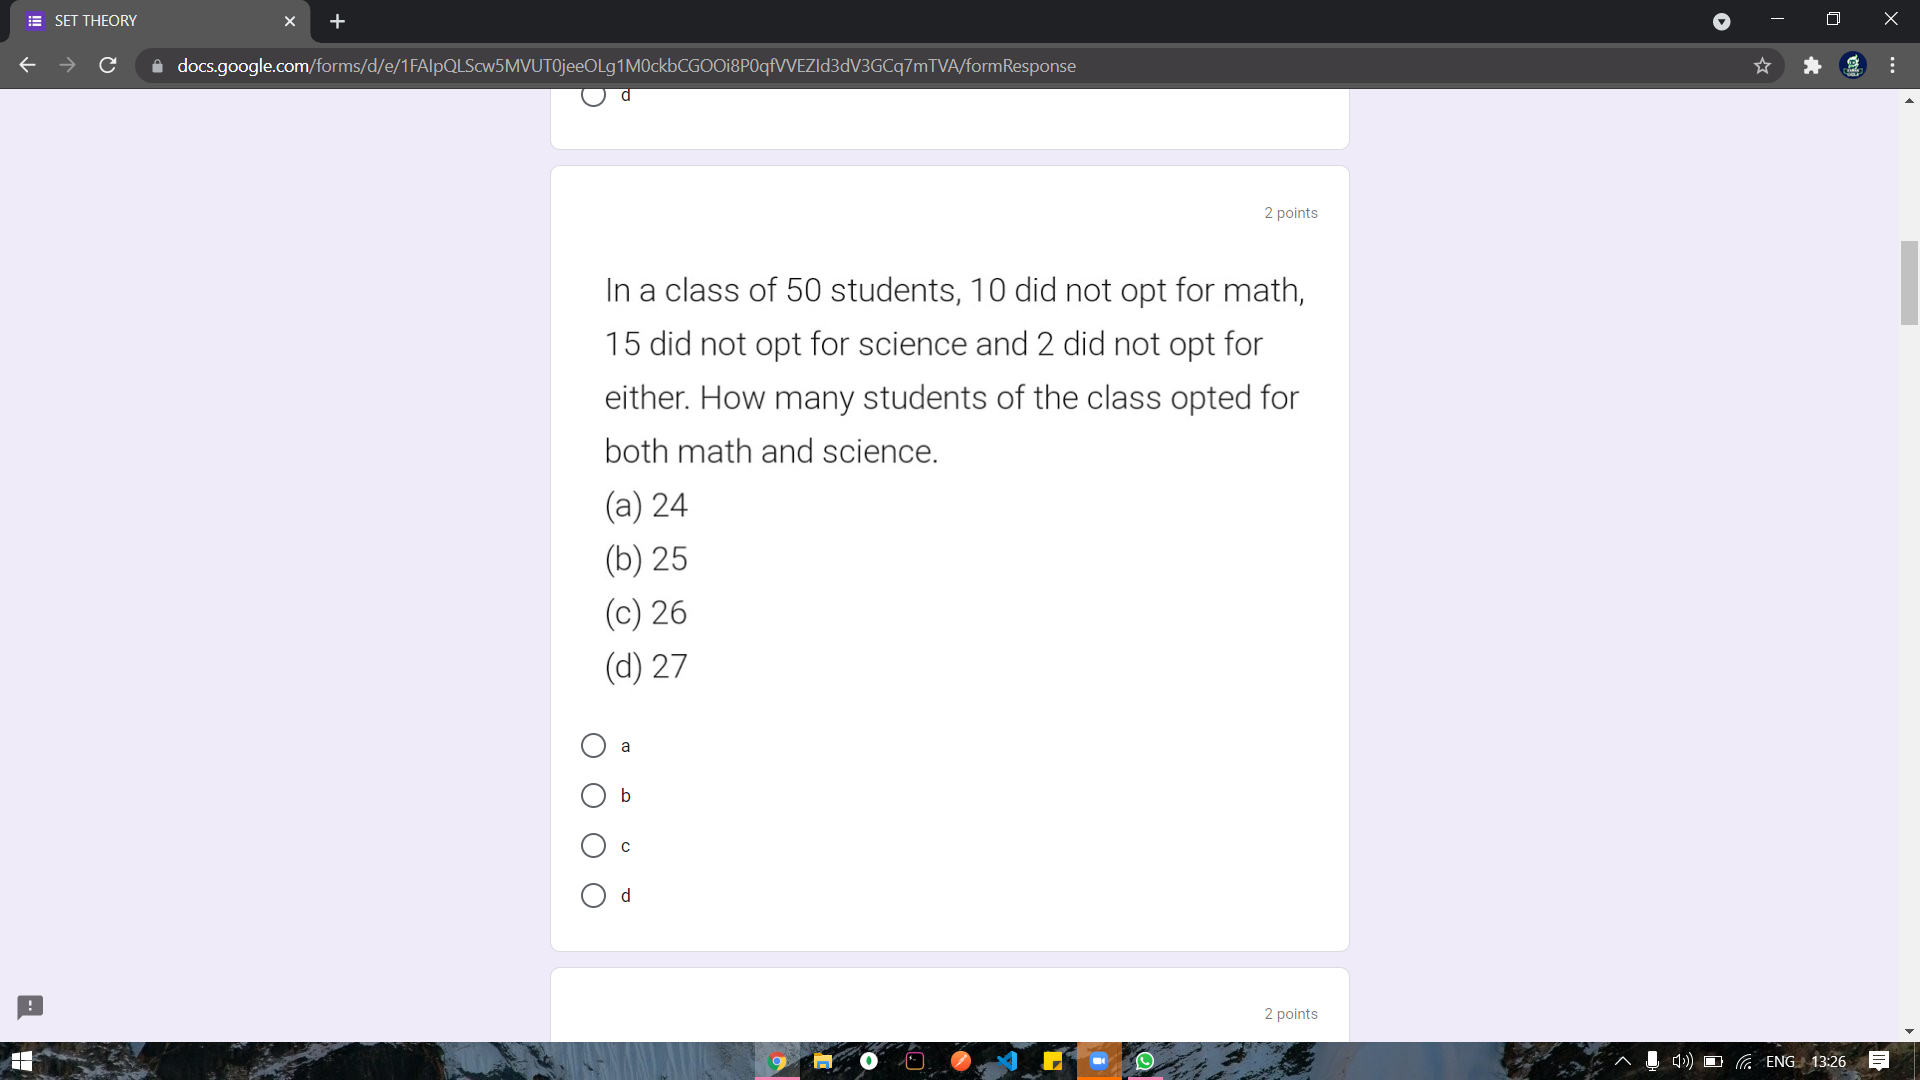 SET THEORY
docs.google.com/forms/d/e/1FAIpQLScw5MVUT0jeeOLg1M0ckbCGOOi8P0qfVVEZId3dV3GCq7mTVA/formResponse
d
2 points
In a class of 50 students, 10 did not opt for math,
15 did not opt for science and 2 did not opt for
either. How many students of the class opted for
both math and science.
(a) 24
(b) 25
(c) 26
(d) 27
a
b
c
d
2 points
ENG 13:26